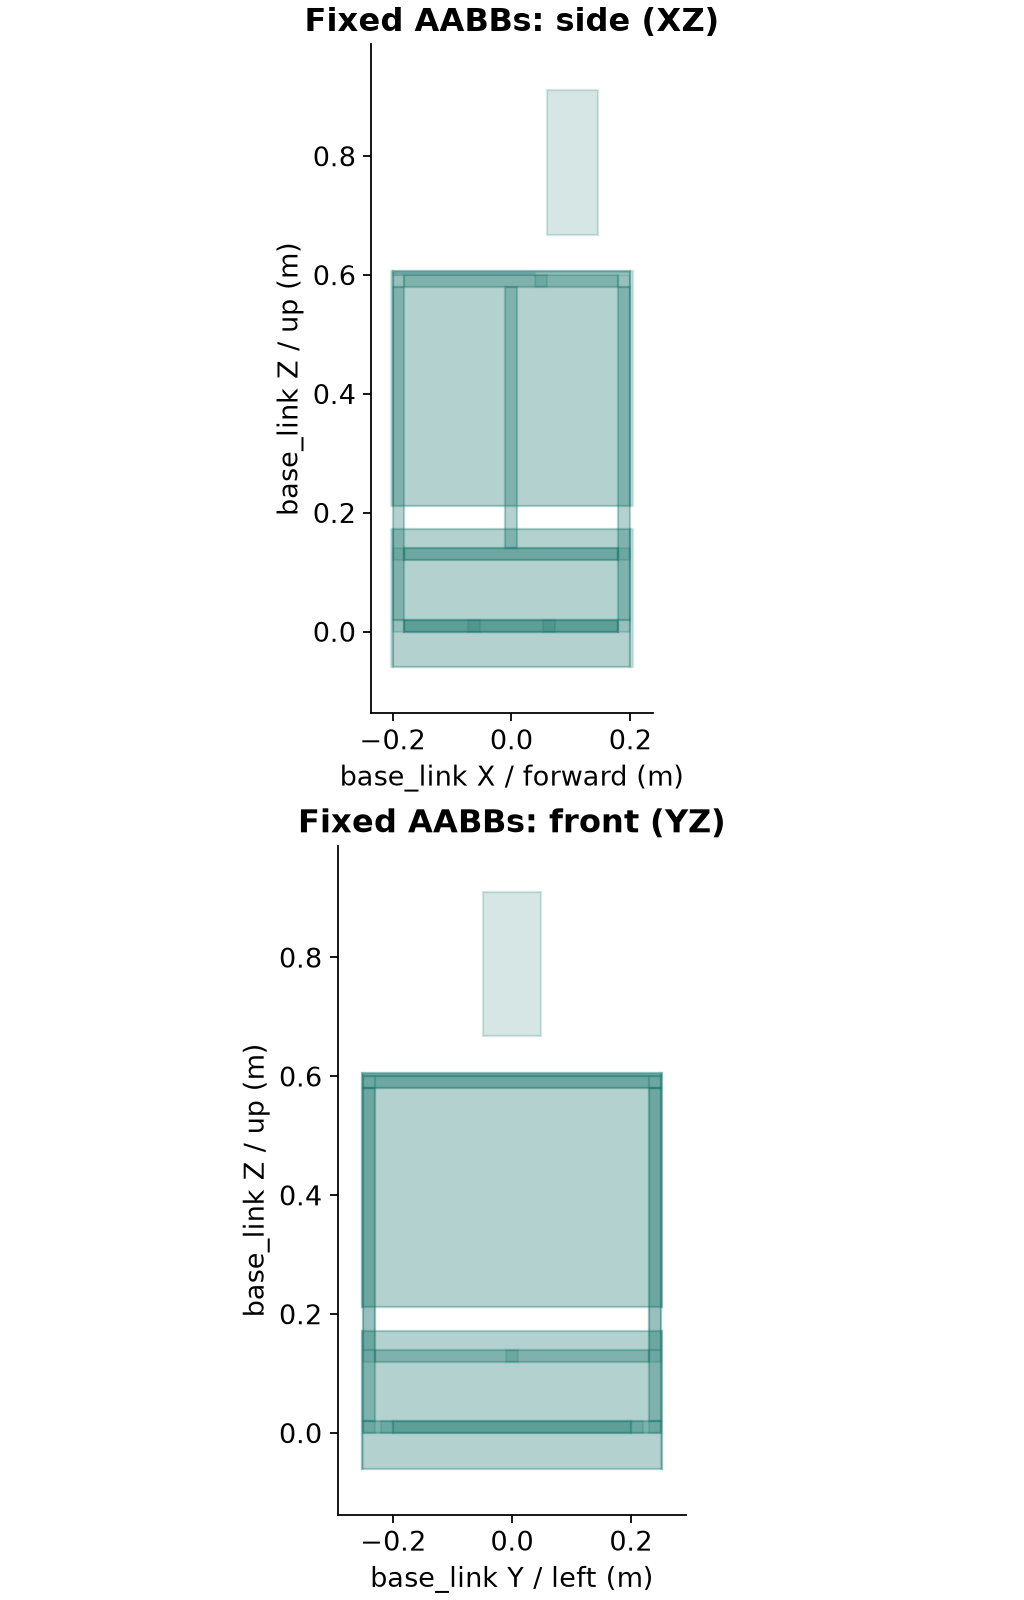 Fixed AABBs: side (XZ)
base_link Z / up (m)
0.8
0.6
0.4
0.2
0.0
−0.2 0.0 0.2
base_link X / forward (m)
Fixed AABBs: front (YZ)
base_link Z / up (m)
0.8
0.6
0.4
0.2
0.0
−0.2 0.0 0.2
base_link Y / left (m)